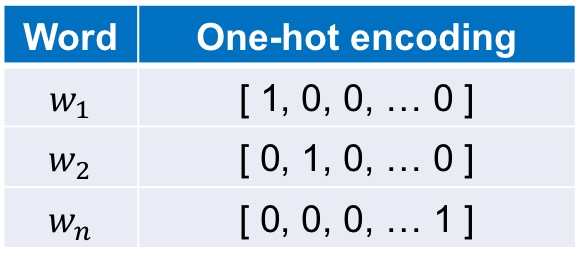 Word One-hot encoding
w₁ [ 1, 0, 0, … 0 ]
w₂ [ 0, 1, 0, … 0 ]
wₙ [ 0, 0, 0, … 1 ]